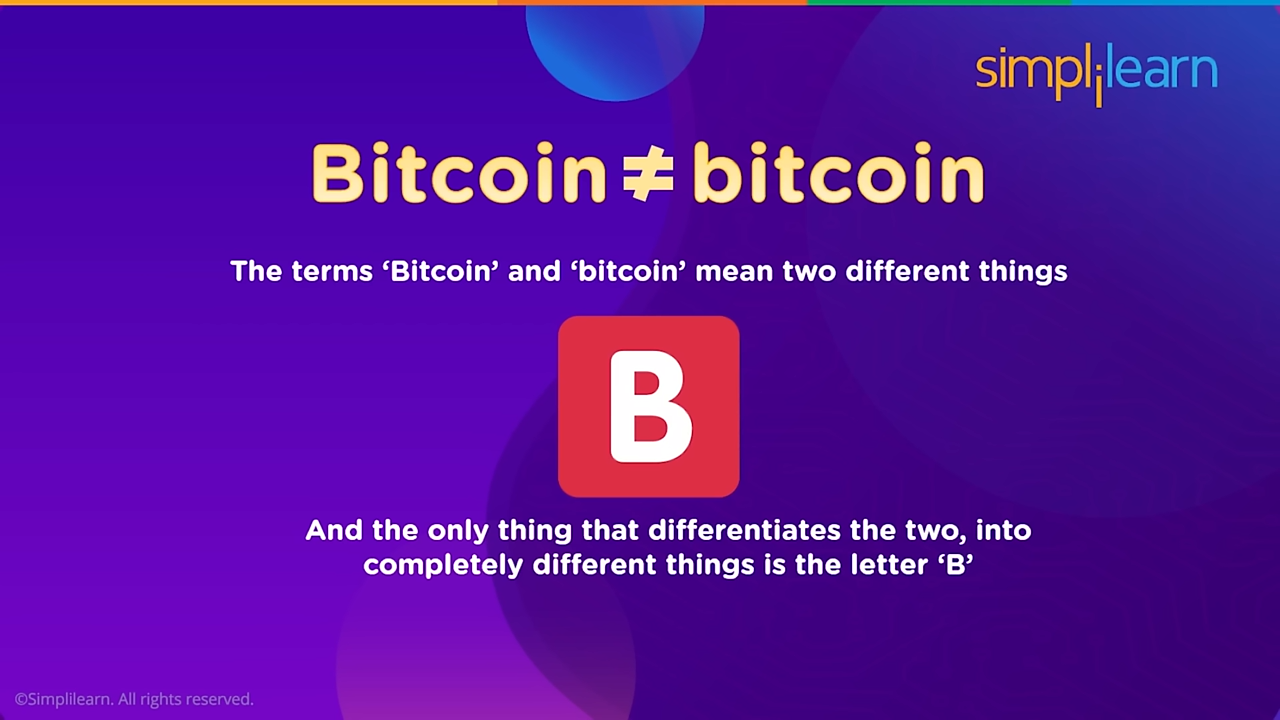 simplilearn
Bitcoin ≠ bitcoin
The terms ‘Bitcoin’ and ‘bitcoin’ mean two different things
B
And the only thing that differentiates the two, into
completely different things is the letter ‘B’
©Simplilearn. All rights reserved.